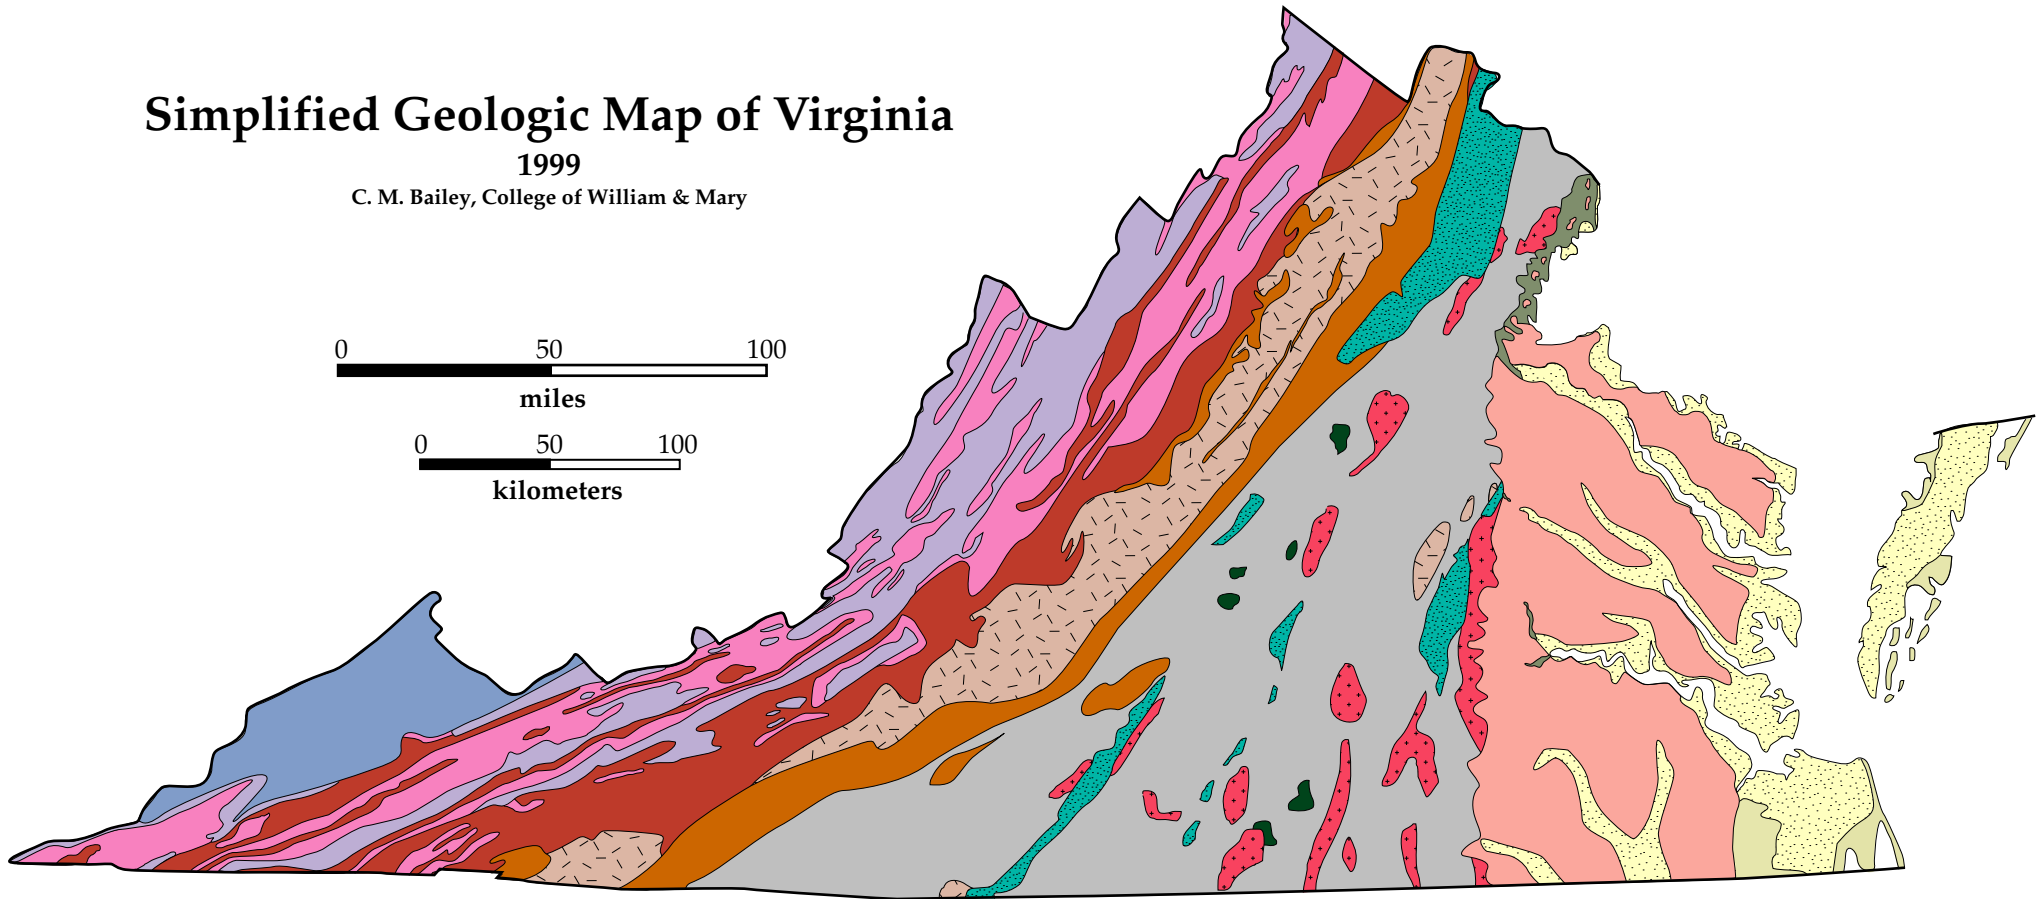 Simplified Geologic Map of Virginia
1999
C. M. Bailey, College of William & Mary
0 50 100
miles
0 50 100
kilometers